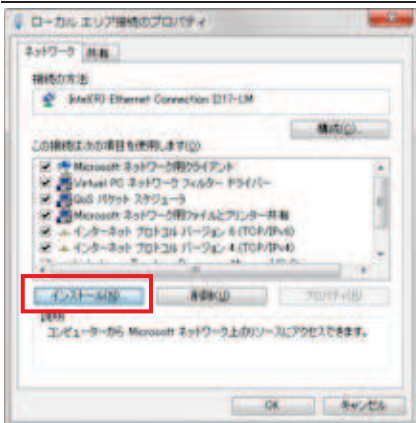 ローカル エリア接続のプロパティ
ネットワーク 共有
接続の方法:
Intel(R) Ethernet Connection I217-LM
構成(C)...
この接続は次の項目を使用します(O):
Microsoft ネットワーク用クライアント
Virtual PC ネットワーク フィルター ドライバー
QoS パケット スケジューラ
Microsoft ネットワーク用ファイルとプリンター共有
インターネット プロトコル バージョン 6 (TCP/IPv6)
インターネット プロトコル バージョン 4 (TCP/IPv4)
インストール(N)... 削除(U) プロパティ(R)
説明
コンピューターから Microsoft ネットワーク上のリソースにアクセスできます。
OK キャンセル